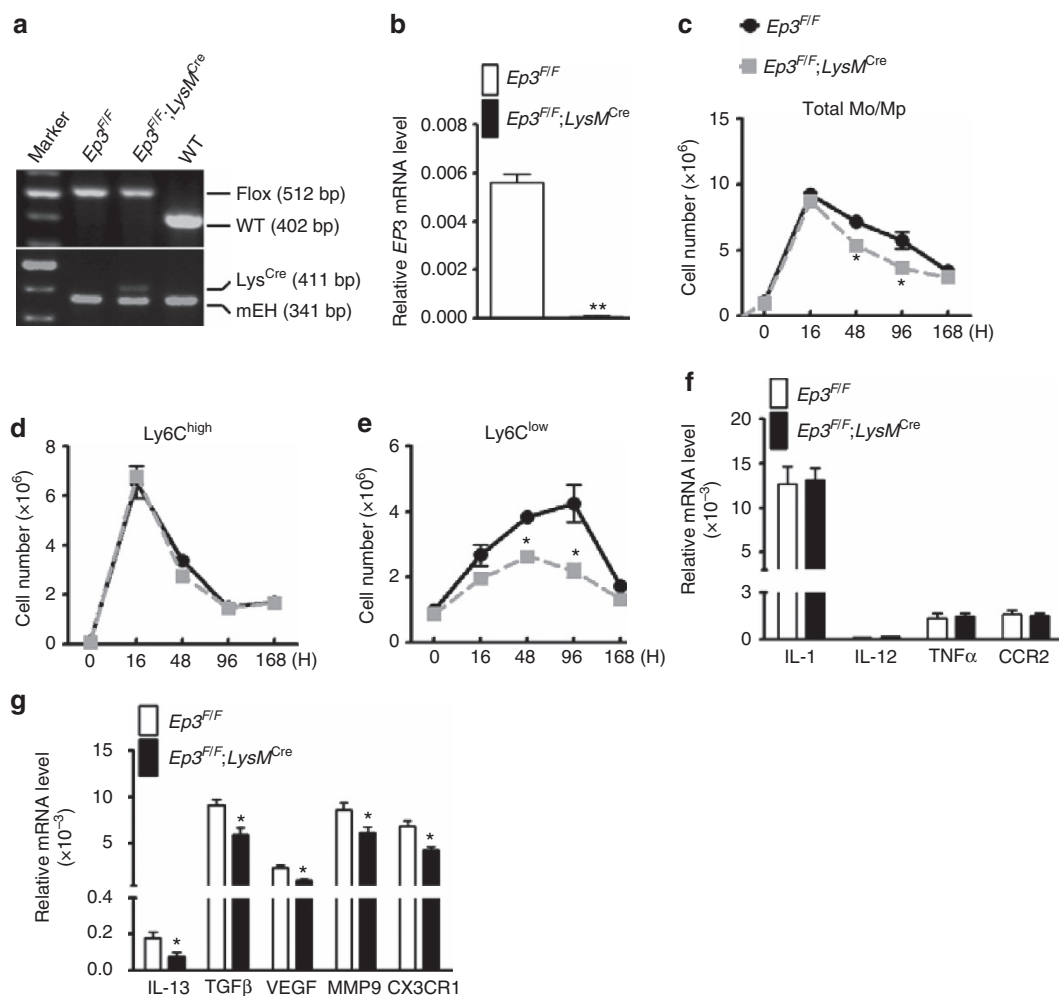 a
Marker
Ep3F/F
Ep3F/F;LysMCre
WT
Flox (512 bp)
WT (402 bp)
LysCre (411 bp)
mEH (341 bp)
b
Ep3F/F
Ep3F/F;LysMCre
Relative EP3 mRNA level
0.008
0.006
0.004
0.002
0.000
**
c
Ep3F/F
Ep3F/F;LysMCre
Total Mo/Mp
Cell number (×10⁶)
15
10
5
0
*
*
0 16 48 96 168 (H)
d
Ly6Chigh
Cell number (×10⁶)
8
6
4
2
0
0 16 48 96 168 (H)
e
Ly6Clow
Cell number (×10⁶)
6
4
2
0
*
*
0 16 48 96 168 (H)
f
Ep3F/F
Ep3F/F;LysMCre
Relative mRNA level
(×10⁻³)
20
15
10
3
0
IL-1 IL-12 TNFα CCR2
g
Ep3F/F
Ep3F/F;LysMCre
Relative mRNA level
(×10⁻³)
15
10
5
0.4
0.2
0.0
* * * * *
IL-13 TGFβ VEGF MMP9 CX3CR1